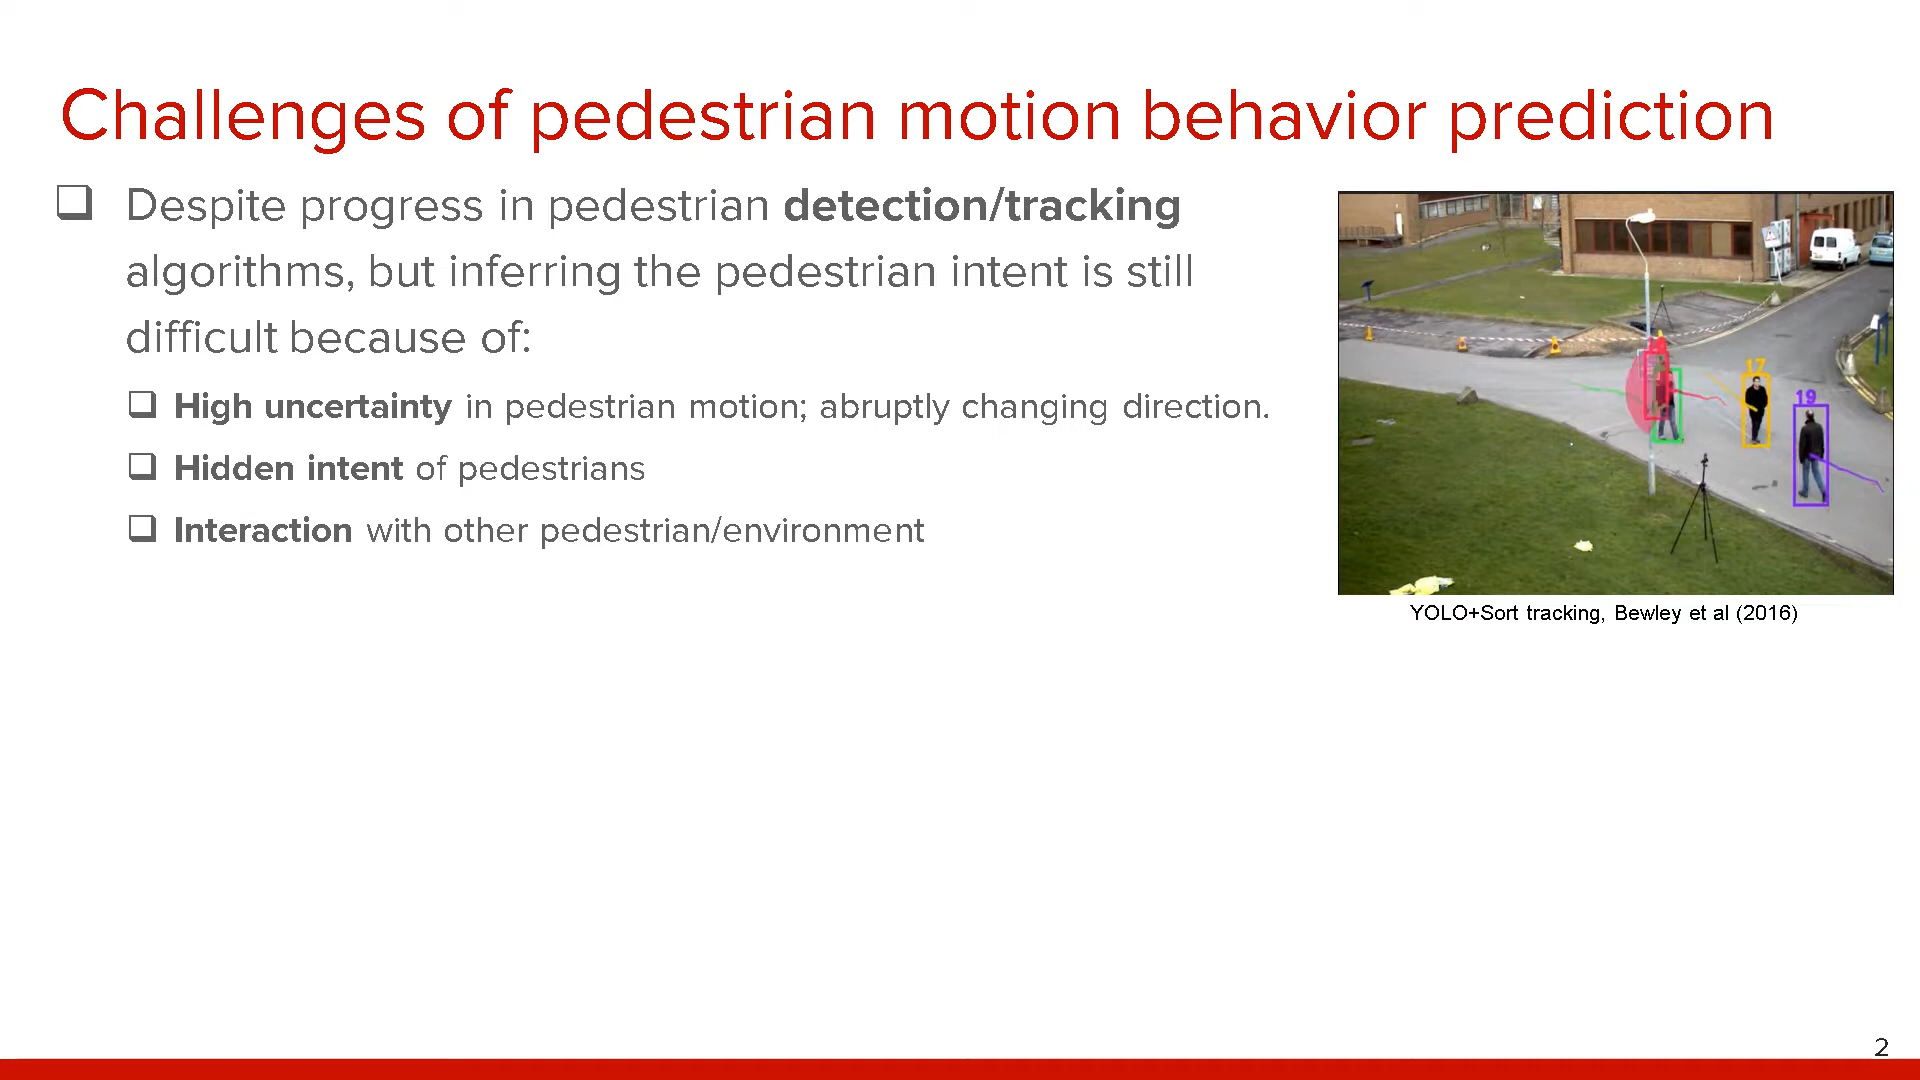 Challenges of pedestrian motion behavior prediction
Despite progress in pedestrian detection/tracking
algorithms, but inferring the pedestrian intent is still
difficult because of:
High uncertainty in pedestrian motion; abruptly changing direction.
Hidden intent of pedestrians
Interaction with other pedestrian/environment
17
19
YOLO+Sort tracking, Bewley et al (2016)
2